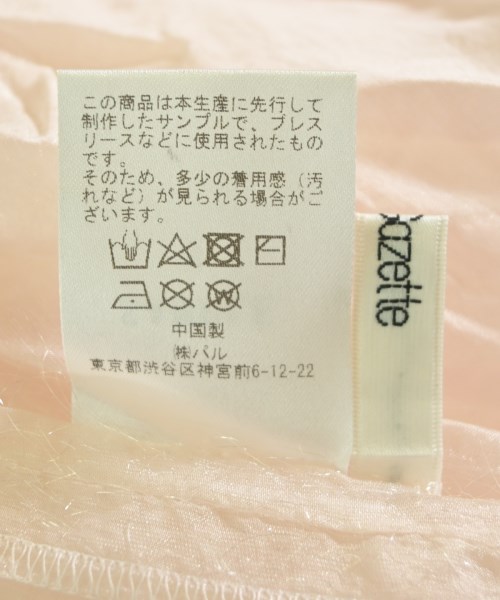 この商品は本生産に先行して
制作したサンプルで、プレス
リースなどに使用されたもの
です。
そのため、多少の着用感（汚
れなど）が見られる場合がご
ざいます。
中国製
㈱パル
東京都渋谷区神宮前6-12-22
Gazette